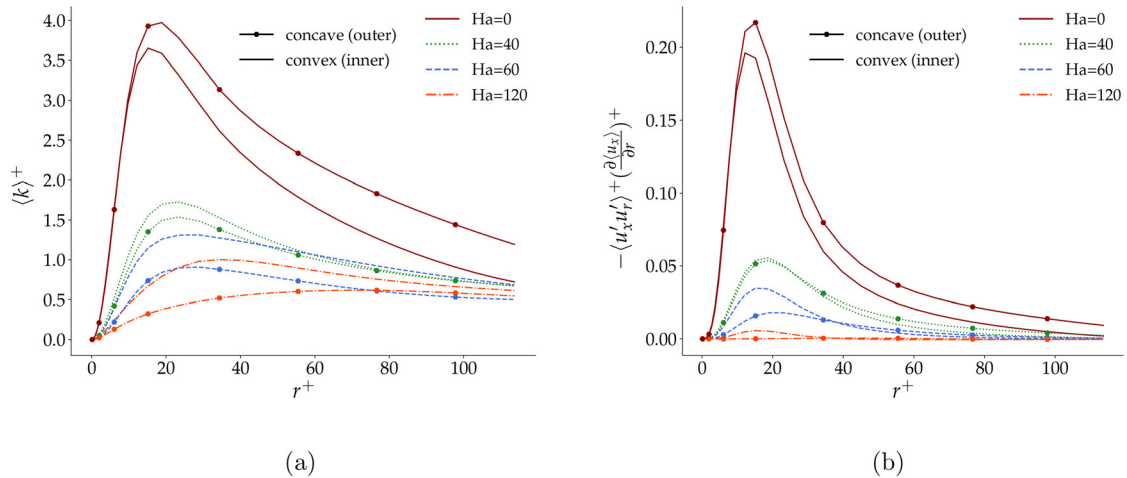 4.0
3.5
3.0
2.5
2.0
1.5
1.0
0.5
0.0
⟨k⟩⁺
0 20 40 60 80 100
r⁺
concave (outer)
convex (inner)
Ha=0
Ha=40
Ha=60
Ha=120
(a)
0.20
0.15
0.10
0.05
0.00
−⟨u′ₓu′ᵣ⟩⁺(∂⟨uₓ⟩/∂r)⁺
0 20 40 60 80 100
r⁺
concave (outer)
convex (inner)
Ha=0
Ha=40
Ha=60
Ha=120
(b)